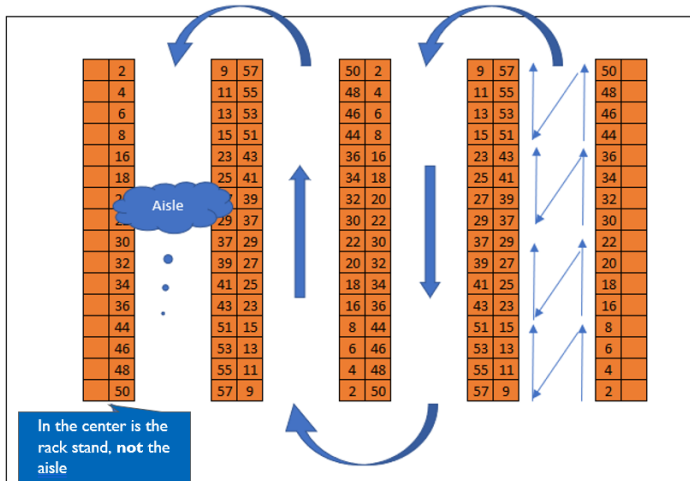 2 9 57 50 2 9 57 50
4 11 55 48 4 11 55 48
6 13 53 46 6 13 53 46
8 15 51 44 8 15 51 44
16 23 43 36 16 23 43 36
18 25 41 34 18 25 41 34
39 32 20 27 39 32
Aisle
29 37 30 22 29 37 30
30 37 29 22 30 37 29 22
32 39 27 20 32 39 27 20
34 41 25 18 34 41 25 18
36 43 23 16 36 43 23 16
44 51 15 8 44 51 15 8
46 53 13 6 46 53 13 6
48 55 11 4 48 55 11 4
50 57 9 2 50 57 9 2
In the center is the
rack stand, not the
aisle